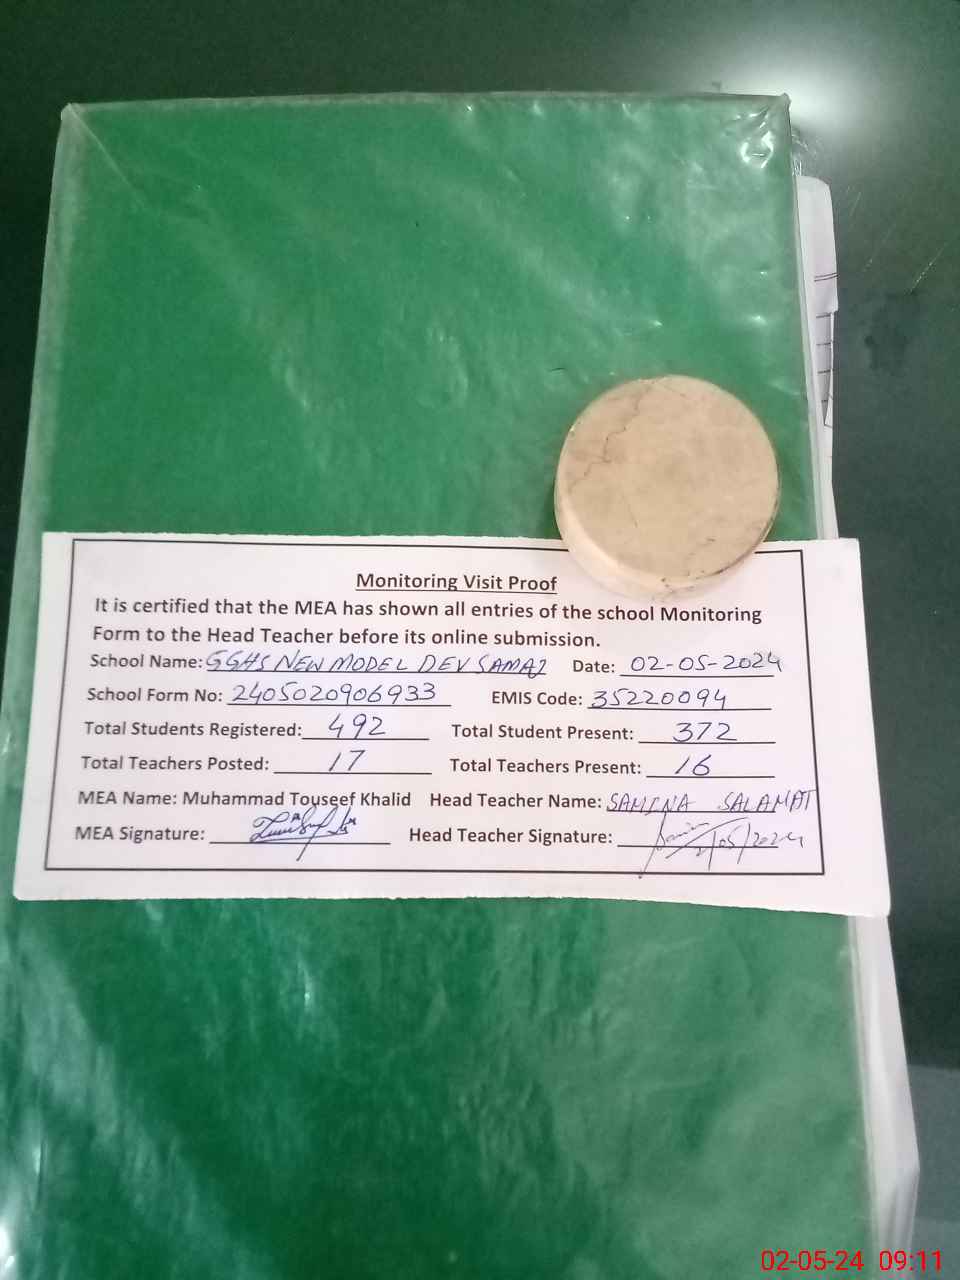 Monitoring Visit Proof
It is certified that the MEA has shown all entries of the school Monitoring
Form to the Head Teacher before its online submission.
School Name: GGHS NEW MODEL DEV SAMAJ Date: 02-05-2024
School Form No: 2405020906933 EMIS Code: 35220094
Total Students Registered: 492 Total Student Present: 372
Total Teachers Posted: 17 Total Teachers Present: 16
MEA Name: Muhammad Touseef Khalid Head Teacher Name: SAMINA SALAMAT
MEA Signature: Head Teacher Signature:
02-05-24 09:11